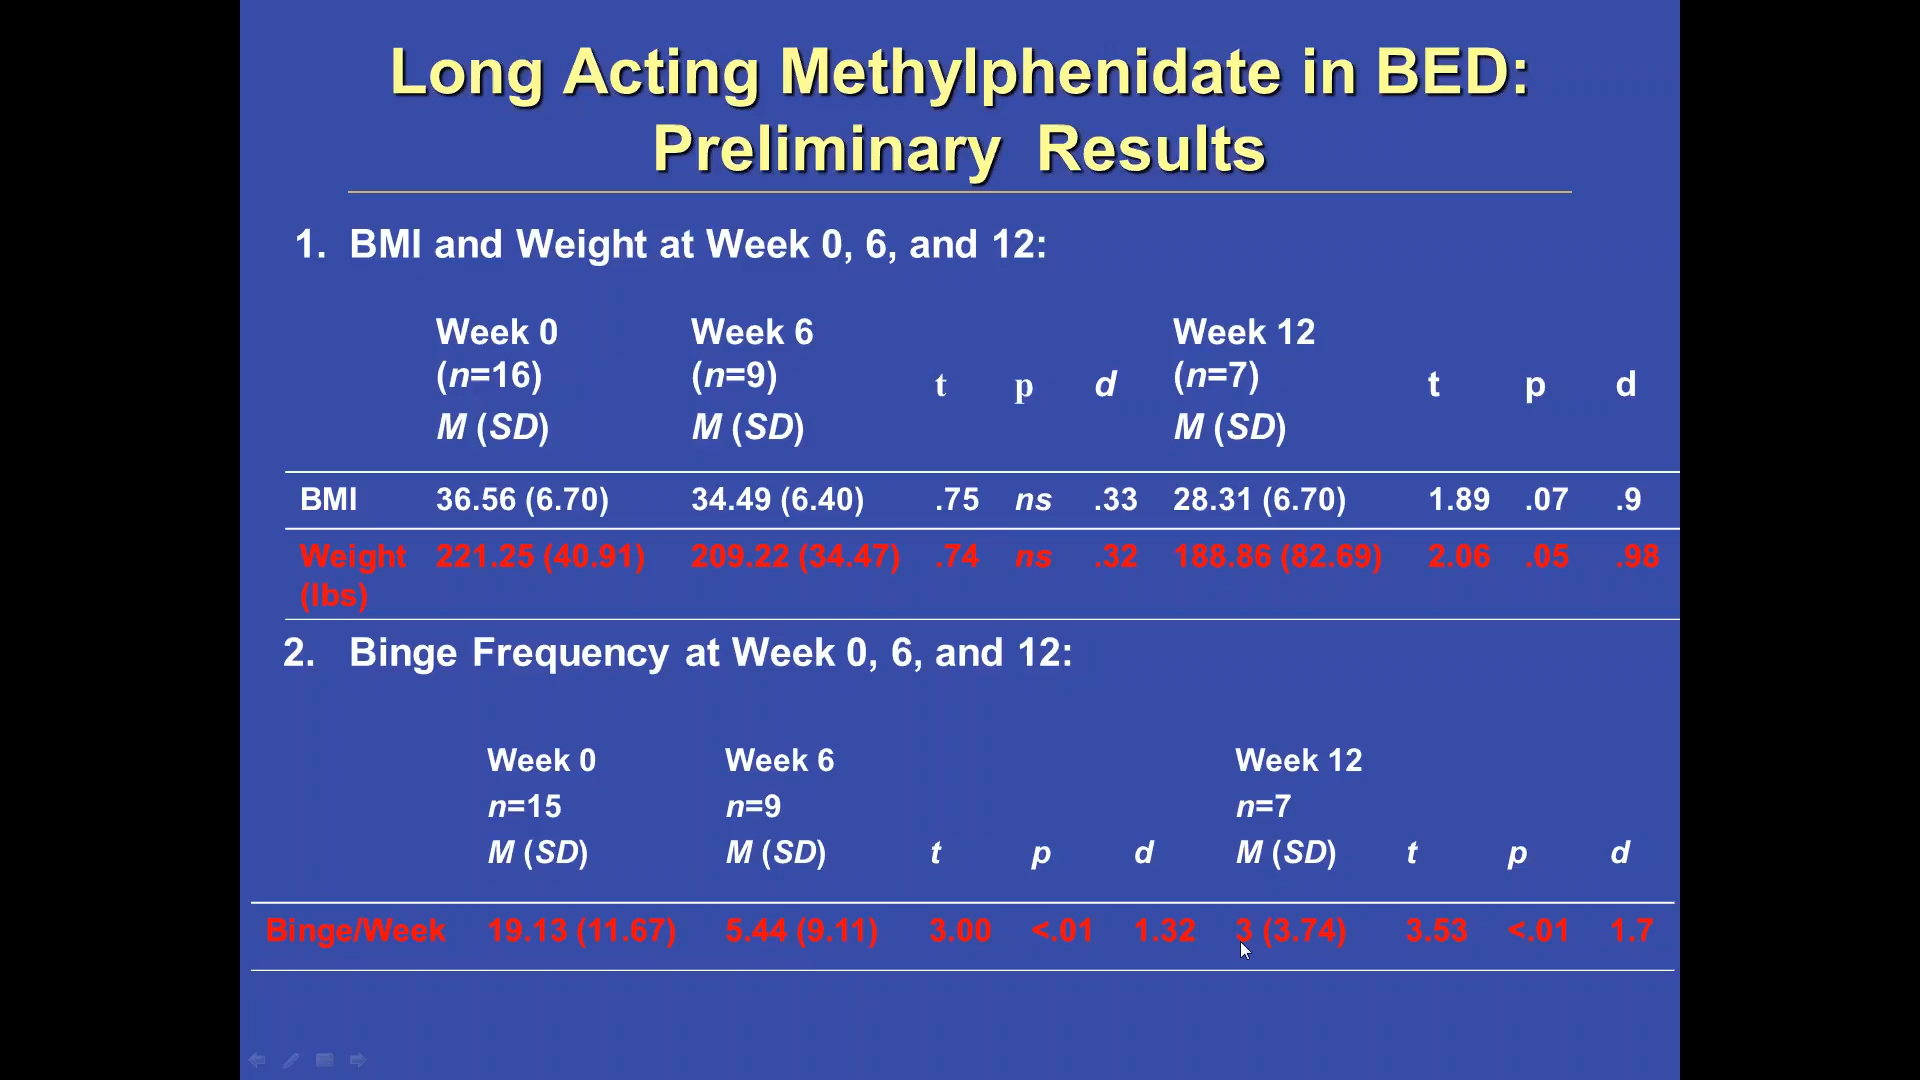 Long Acting Methylphenidate in BED:
Preliminary Results
1. BMI and Weight at Week 0, 6, and 12:
Week 0 Week 6 Week 12
(n=16) (n=9) t p d (n=7) t p d
M (SD) M (SD) M (SD)
BMI 36.56 (6.70) 34.49 (6.40) .75 ns .33 28.31 (6.70) 1.89 .07 .9
Weight 221.25 (40.91) 209.22 (34.47) .74 ns .32 188.86 (82.69) 2.06 .05 .98
(lbs)
2. Binge Frequency at Week 0, 6, and 12:
Week 0 Week 6 Week 12
n=15 n=9 n=7
M (SD) M (SD) t p d M (SD) t p d
Binge/Week 19.13 (11.67) 5.44 (9.11) 3.00 <.01 1.32 3 (3.74) 3.53 <.01 1.7